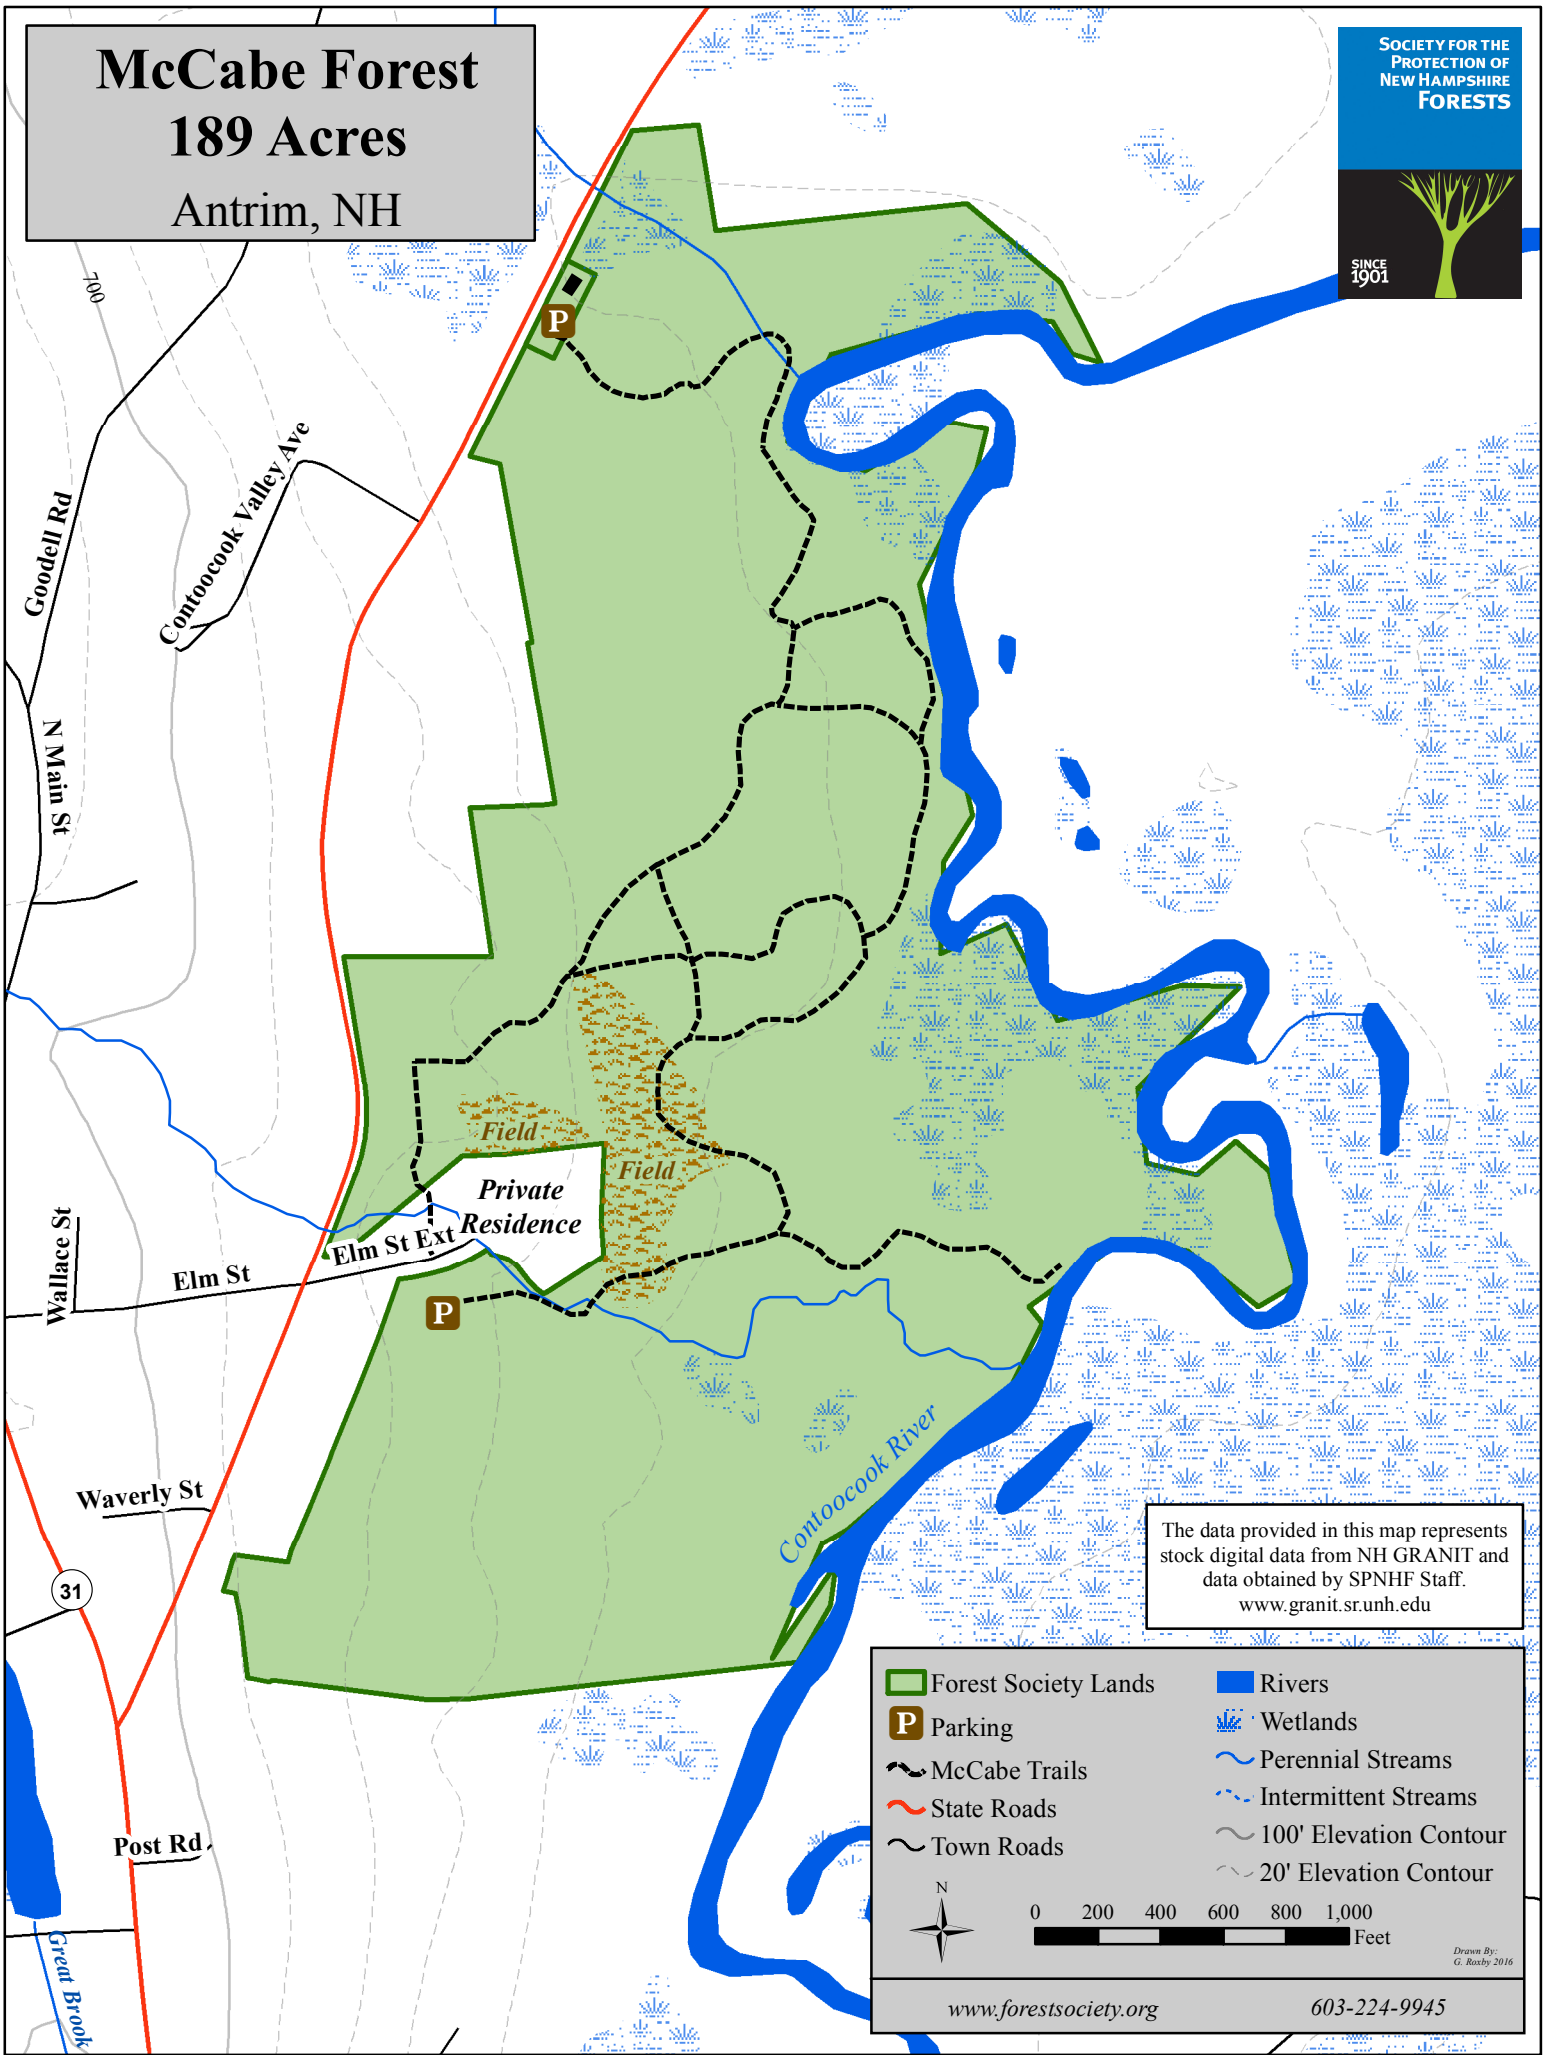 McCabe Forest
189 Acres
Antrim, NH
SOCIETY FOR THE
PROTECTION OF
NEW HAMPSHIRE
FORESTS
SINCE
1901
700
P
Goodell Rd
Contoocook Valley Ave
N Main St
Field
Field
Private
Residence
Elm St Ext
Elm St
Wallace St
P
Contoocook River
Waverly St
31
Post Rd
Great Brook
The data provided in this map represents
stock digital data from NH GRANIT and
data obtained by SPNHF Staff.
www.granit.sr.unh.edu
Forest Society Lands
P Parking
McCabe Trails
State Roads
Town Roads
Rivers
Wetlands
Perennial Streams
Intermittent Streams
100' Elevation Contour
20' Elevation Contour
N
0 200 400 600 800 1,000
Feet
Drawn By:
G. Roxby 2016
www.forestsociety.org 603-224-9945